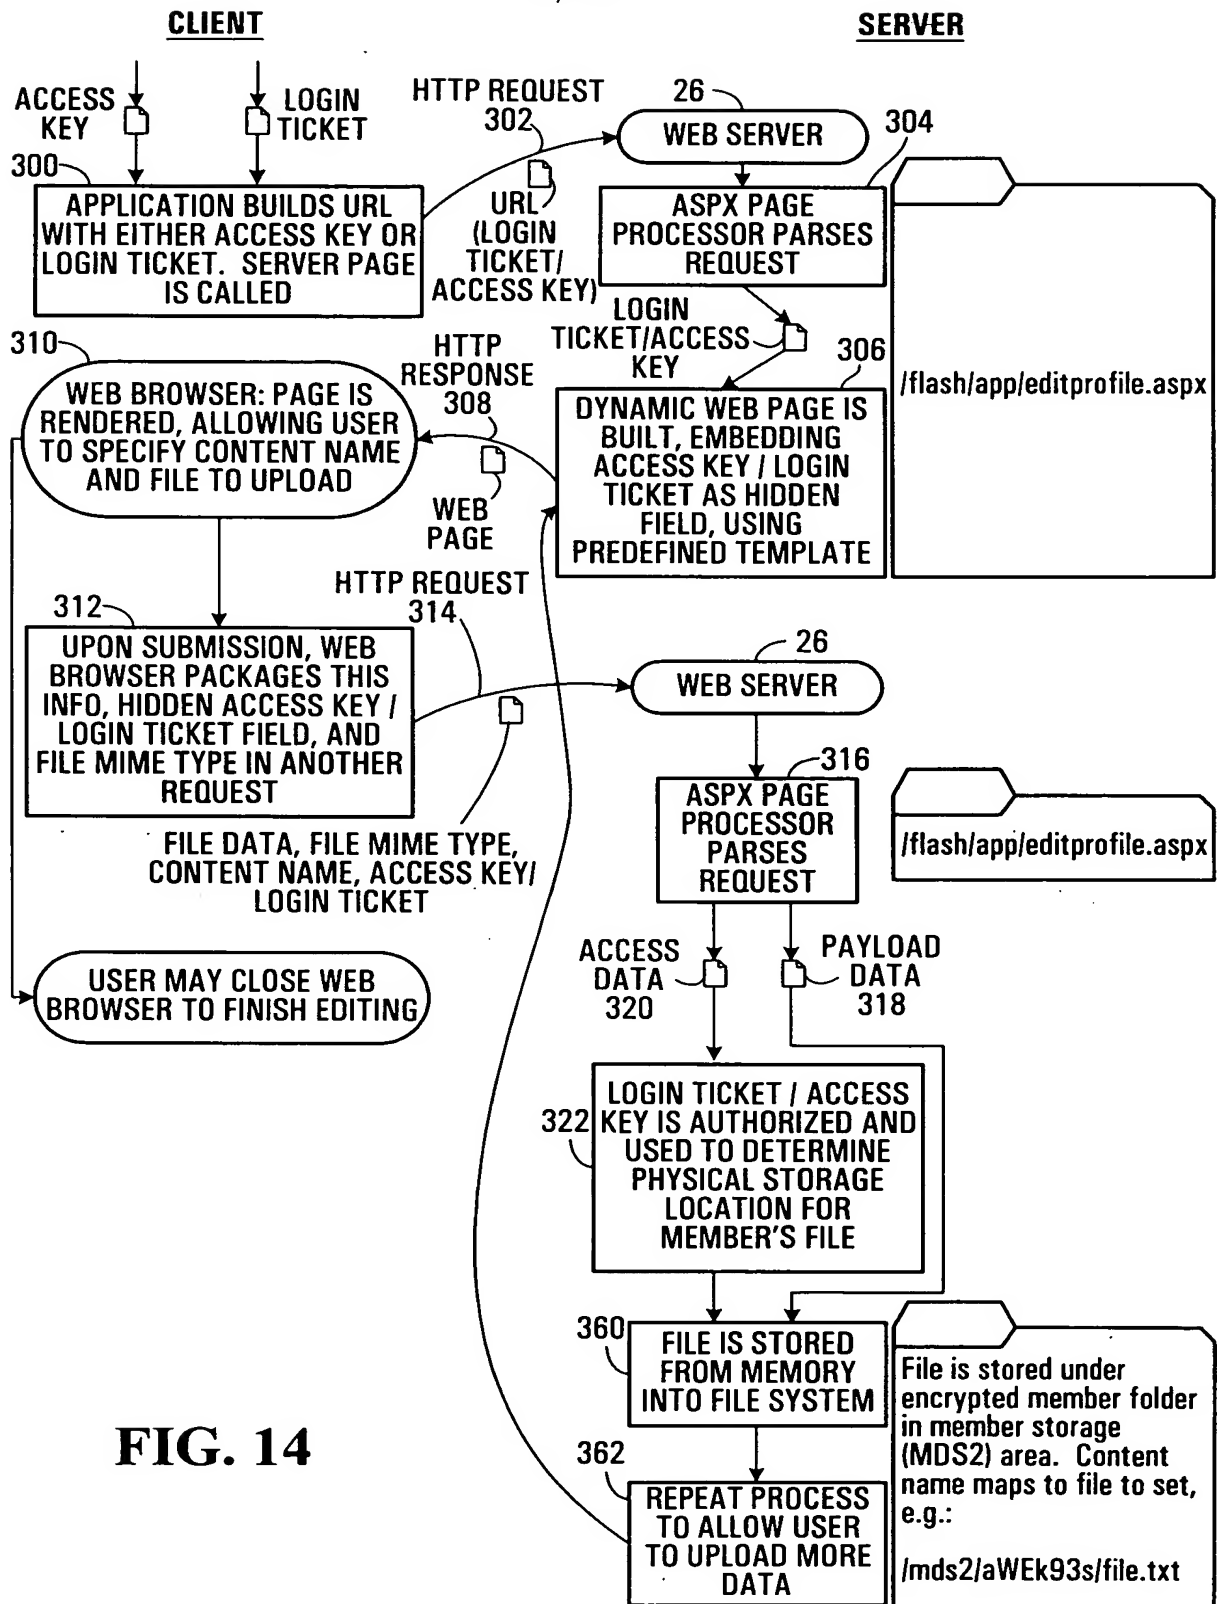 CLIENT
SERVER
ACCESS
KEY
LOGIN
TICKET
HTTP REQUEST
302
26
WEB SERVER
304
300
APPLICATION BUILDS URL
WITH EITHER ACCESS KEY OR
LOGIN TICKET. SERVER PAGE
IS CALLED
URL
(LOGIN
TICKET/
ACCESS KEY)
ASPX PAGE
PROCESSOR PARSES
REQUEST
LOGIN
TICKET/ACCESS
KEY
306
/flash/app/editprofile.aspx
310
WEB BROWSER: PAGE IS
RENDERED, ALLOWING USER
TO SPECIFY CONTENT NAME
AND FILE TO UPLOAD
HTTP
RESPONSE
308
WEB
PAGE
DYNAMIC WEB PAGE IS
BUILT, EMBEDDING
ACCESS KEY / LOGIN
TICKET AS HIDDEN
FIELD, USING
PREDEFINED TEMPLATE
HTTP REQUEST
314
312
UPON SUBMISSION, WEB
BROWSER PACKAGES THIS
INFO, HIDDEN ACCESS KEY /
LOGIN TICKET FIELD, AND
FILE MIME TYPE IN ANOTHER
REQUEST
26
WEB SERVER
316
ASPX PAGE
PROCESSOR
PARSES
REQUEST
/flash/app/editprofile.aspx
FILE DATA, FILE MIME TYPE,
CONTENT NAME, ACCESS KEY/
LOGIN TICKET
ACCESS
DATA
320
PAYLOAD
DATA
318
USER MAY CLOSE WEB
BROWSER TO FINISH EDITING
322
LOGIN TICKET / ACCESS
KEY IS AUTHORIZED AND
USED TO DETERMINE
PHYSICAL STORAGE
LOCATION FOR
MEMBER'S FILE
360
FILE IS STORED
FROM MEMORY
INTO FILE SYSTEM
File is stored under
encrypted member folder
in member storage
(MDS2) area. Content
name maps to file to set,
e.g.:
/mds2/aWEk93s/file.txt
362
REPEAT PROCESS
TO ALLOW USER
TO UPLOAD MORE
DATA
FIG. 14